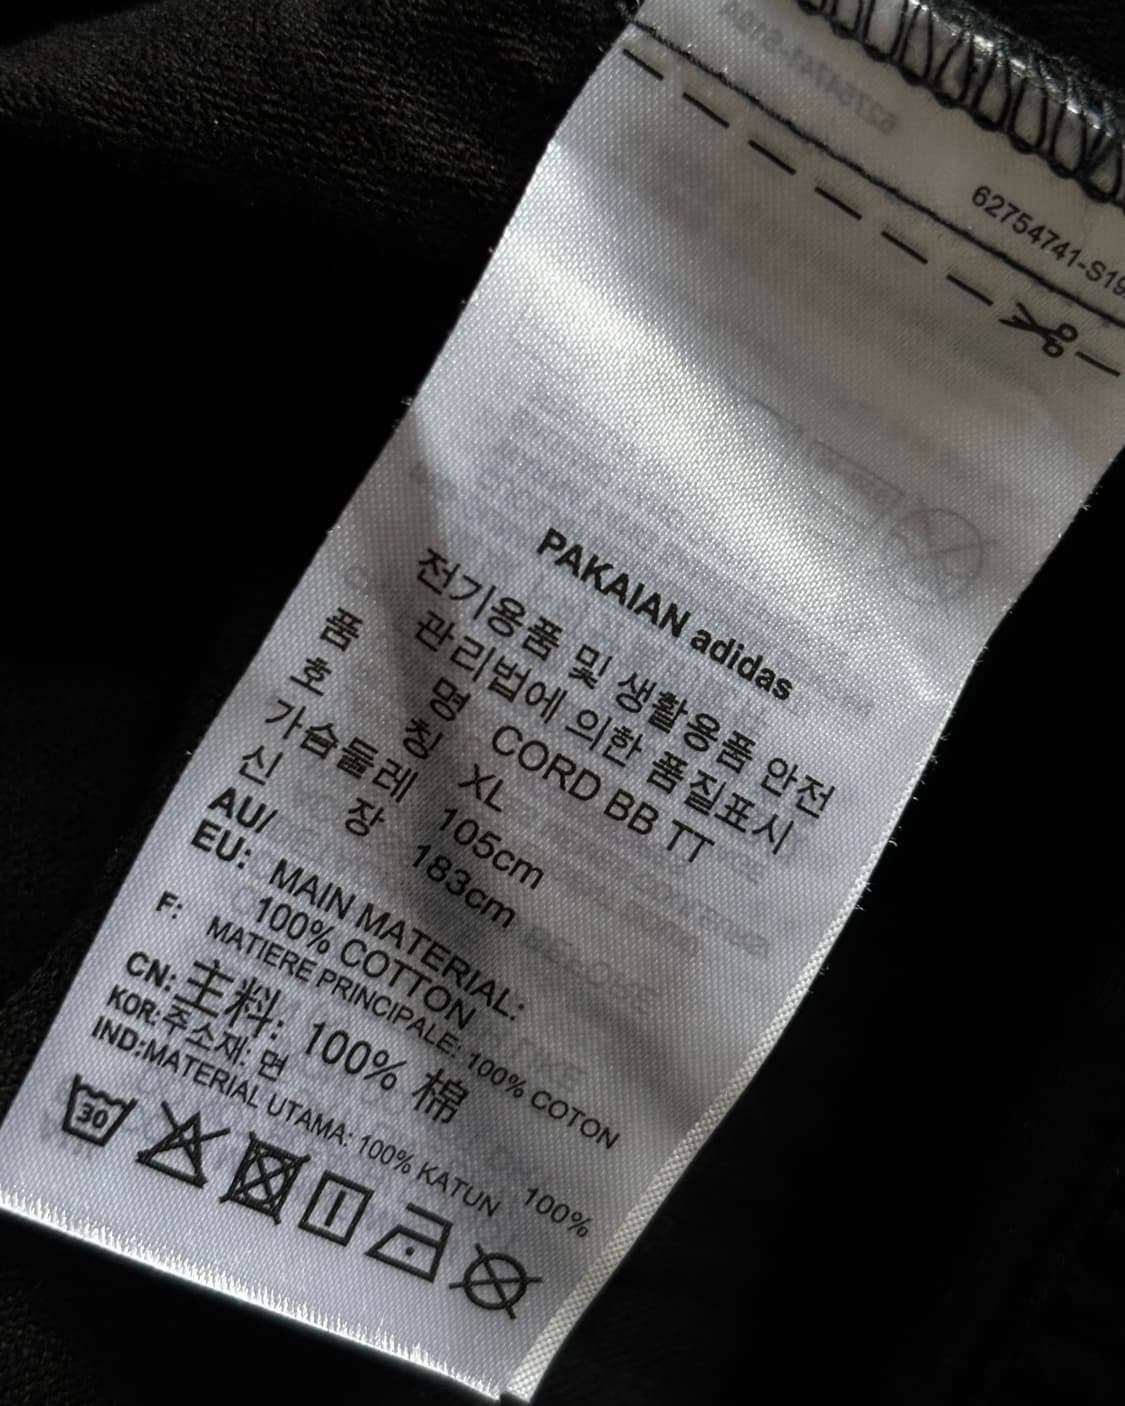 62754741-S19
PAKAIAN adidas
전기용품 및 생활용품 안전
관리법에 의한 품질표시
품 명 CORD BB TT
호 칭 XL
가슴둘레 105cm
신 장 183cm
AU/
EU: MAIN MATERIAL:
100% COTTON
F: MATIERE PRINCIPALE: 100% COTON
CN: 主料: 100% 棉
KOR:주소재: 면 100%
IND:MATERIAL UTAMA: 100% KATUN
30